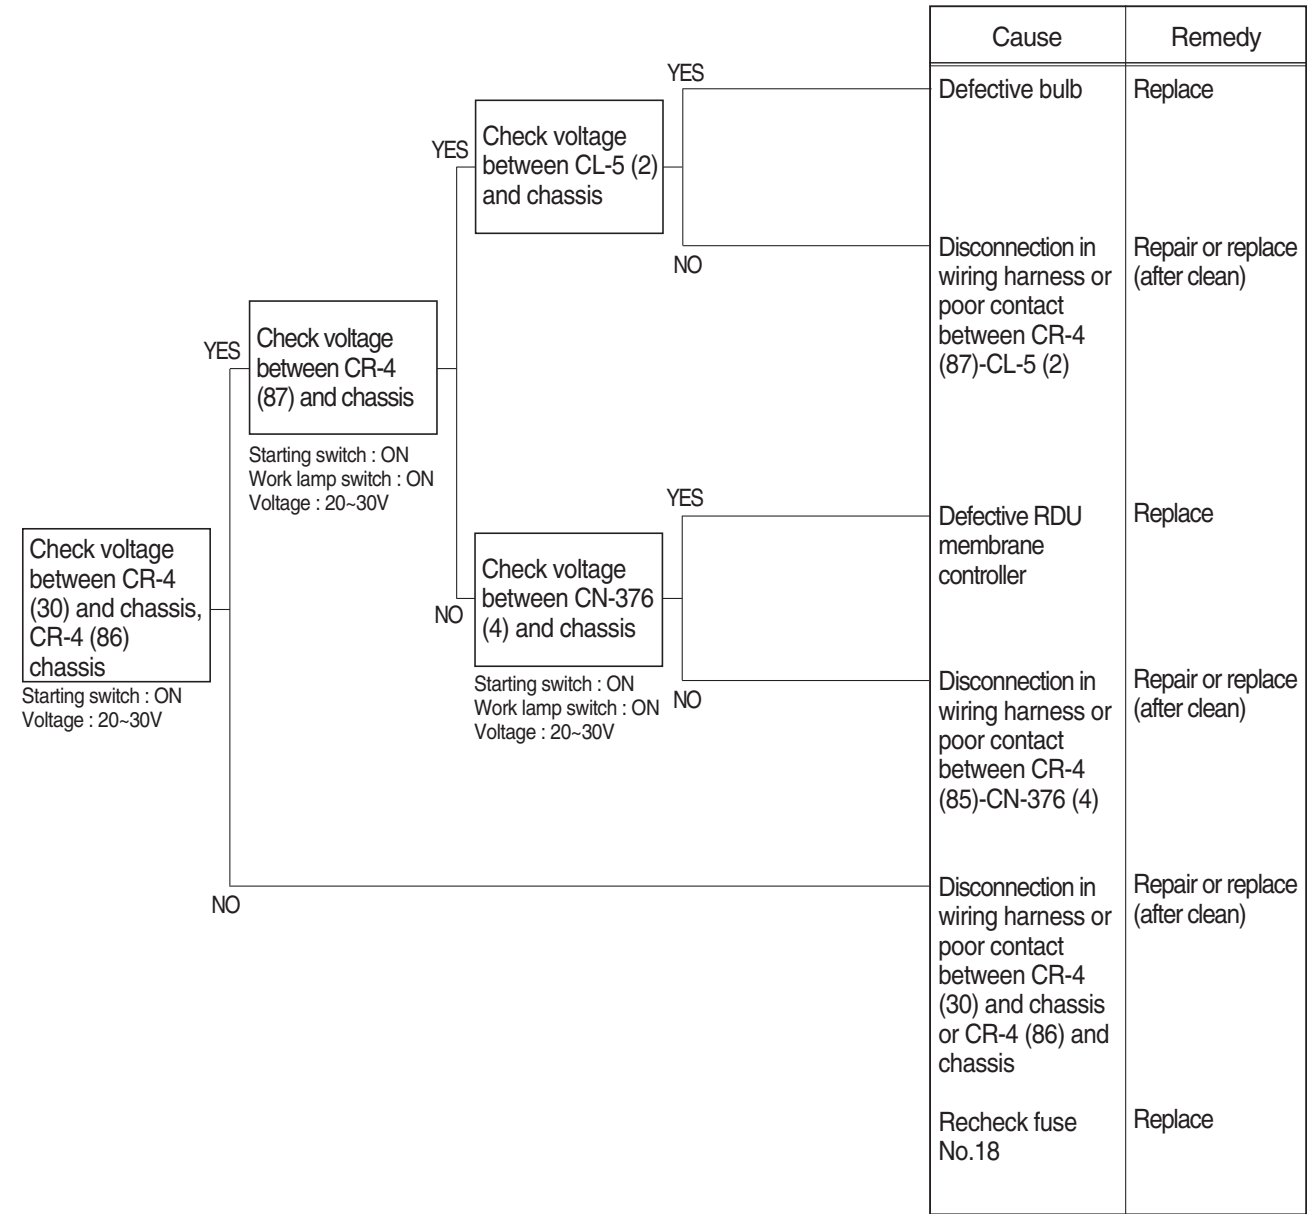 Cause
Remedy
YES
Defective bulb
Replace
YES
Check voltage
between CL-5 (2)
and chassis
NO
Disconnection in
wiring harness or
poor contact
between CR-4
(87)-CL-5 (2)
Repair or replace
(after clean)
YES
Check voltage
between CR-4
(87) and chassis
Starting switch : ON
Work lamp switch : ON
Voltage : 20~30V
YES
Defective RDU
membrane
controller
Replace
Check voltage
between CR-4
(30) and chassis,
CR-4 (86)
chassis
Starting switch : ON
Voltage : 20~30V
NO
Check voltage
between CN-376
(4) and chassis
Starting switch : ON
Work lamp switch : ON
Voltage : 20~30V
NO
Disconnection in
wiring harness or
poor contact
between CR-4
(85)-CN-376 (4)
Repair or replace
(after clean)
NO
Disconnection in
wiring harness or
poor contact
between CR-4
(30) and chassis
or CR-4 (86) and
chassis
Repair or replace
(after clean)
Recheck fuse
No.18
Replace